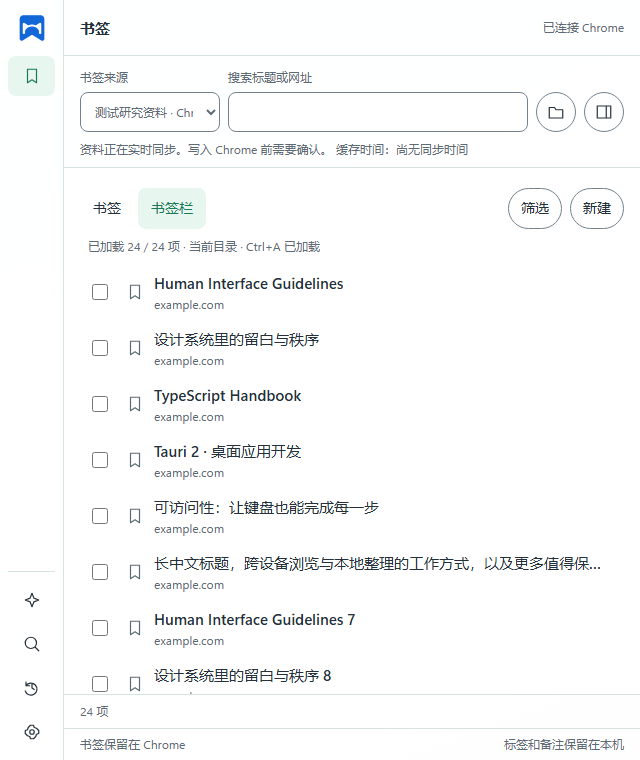 书签
已连接 Chrome
书签来源
搜索标题或网址
测试研究资料 · Chr
资料正在实时同步。写入 Chrome 前需要确认。 缓存时间：尚无同步时间
书签 书签栏 筛选 新建
已加载 24 / 24 项 · 当前目录 · Ctrl+A 已加载
Human Interface Guidelines
example.com
设计系统里的留白与秩序
example.com
TypeScript Handbook
example.com
Tauri 2 · 桌面应用开发
example.com
可访问性：让键盘也能完成每一步
example.com
长中文标题，跨设备浏览与本地整理的工作方式，以及更多值得保...
example.com
Human Interface Guidelines 7
example.com
设计系统里的留白与秩序 8
24 项
书签保留在 Chrome
标签和备注保留在本机